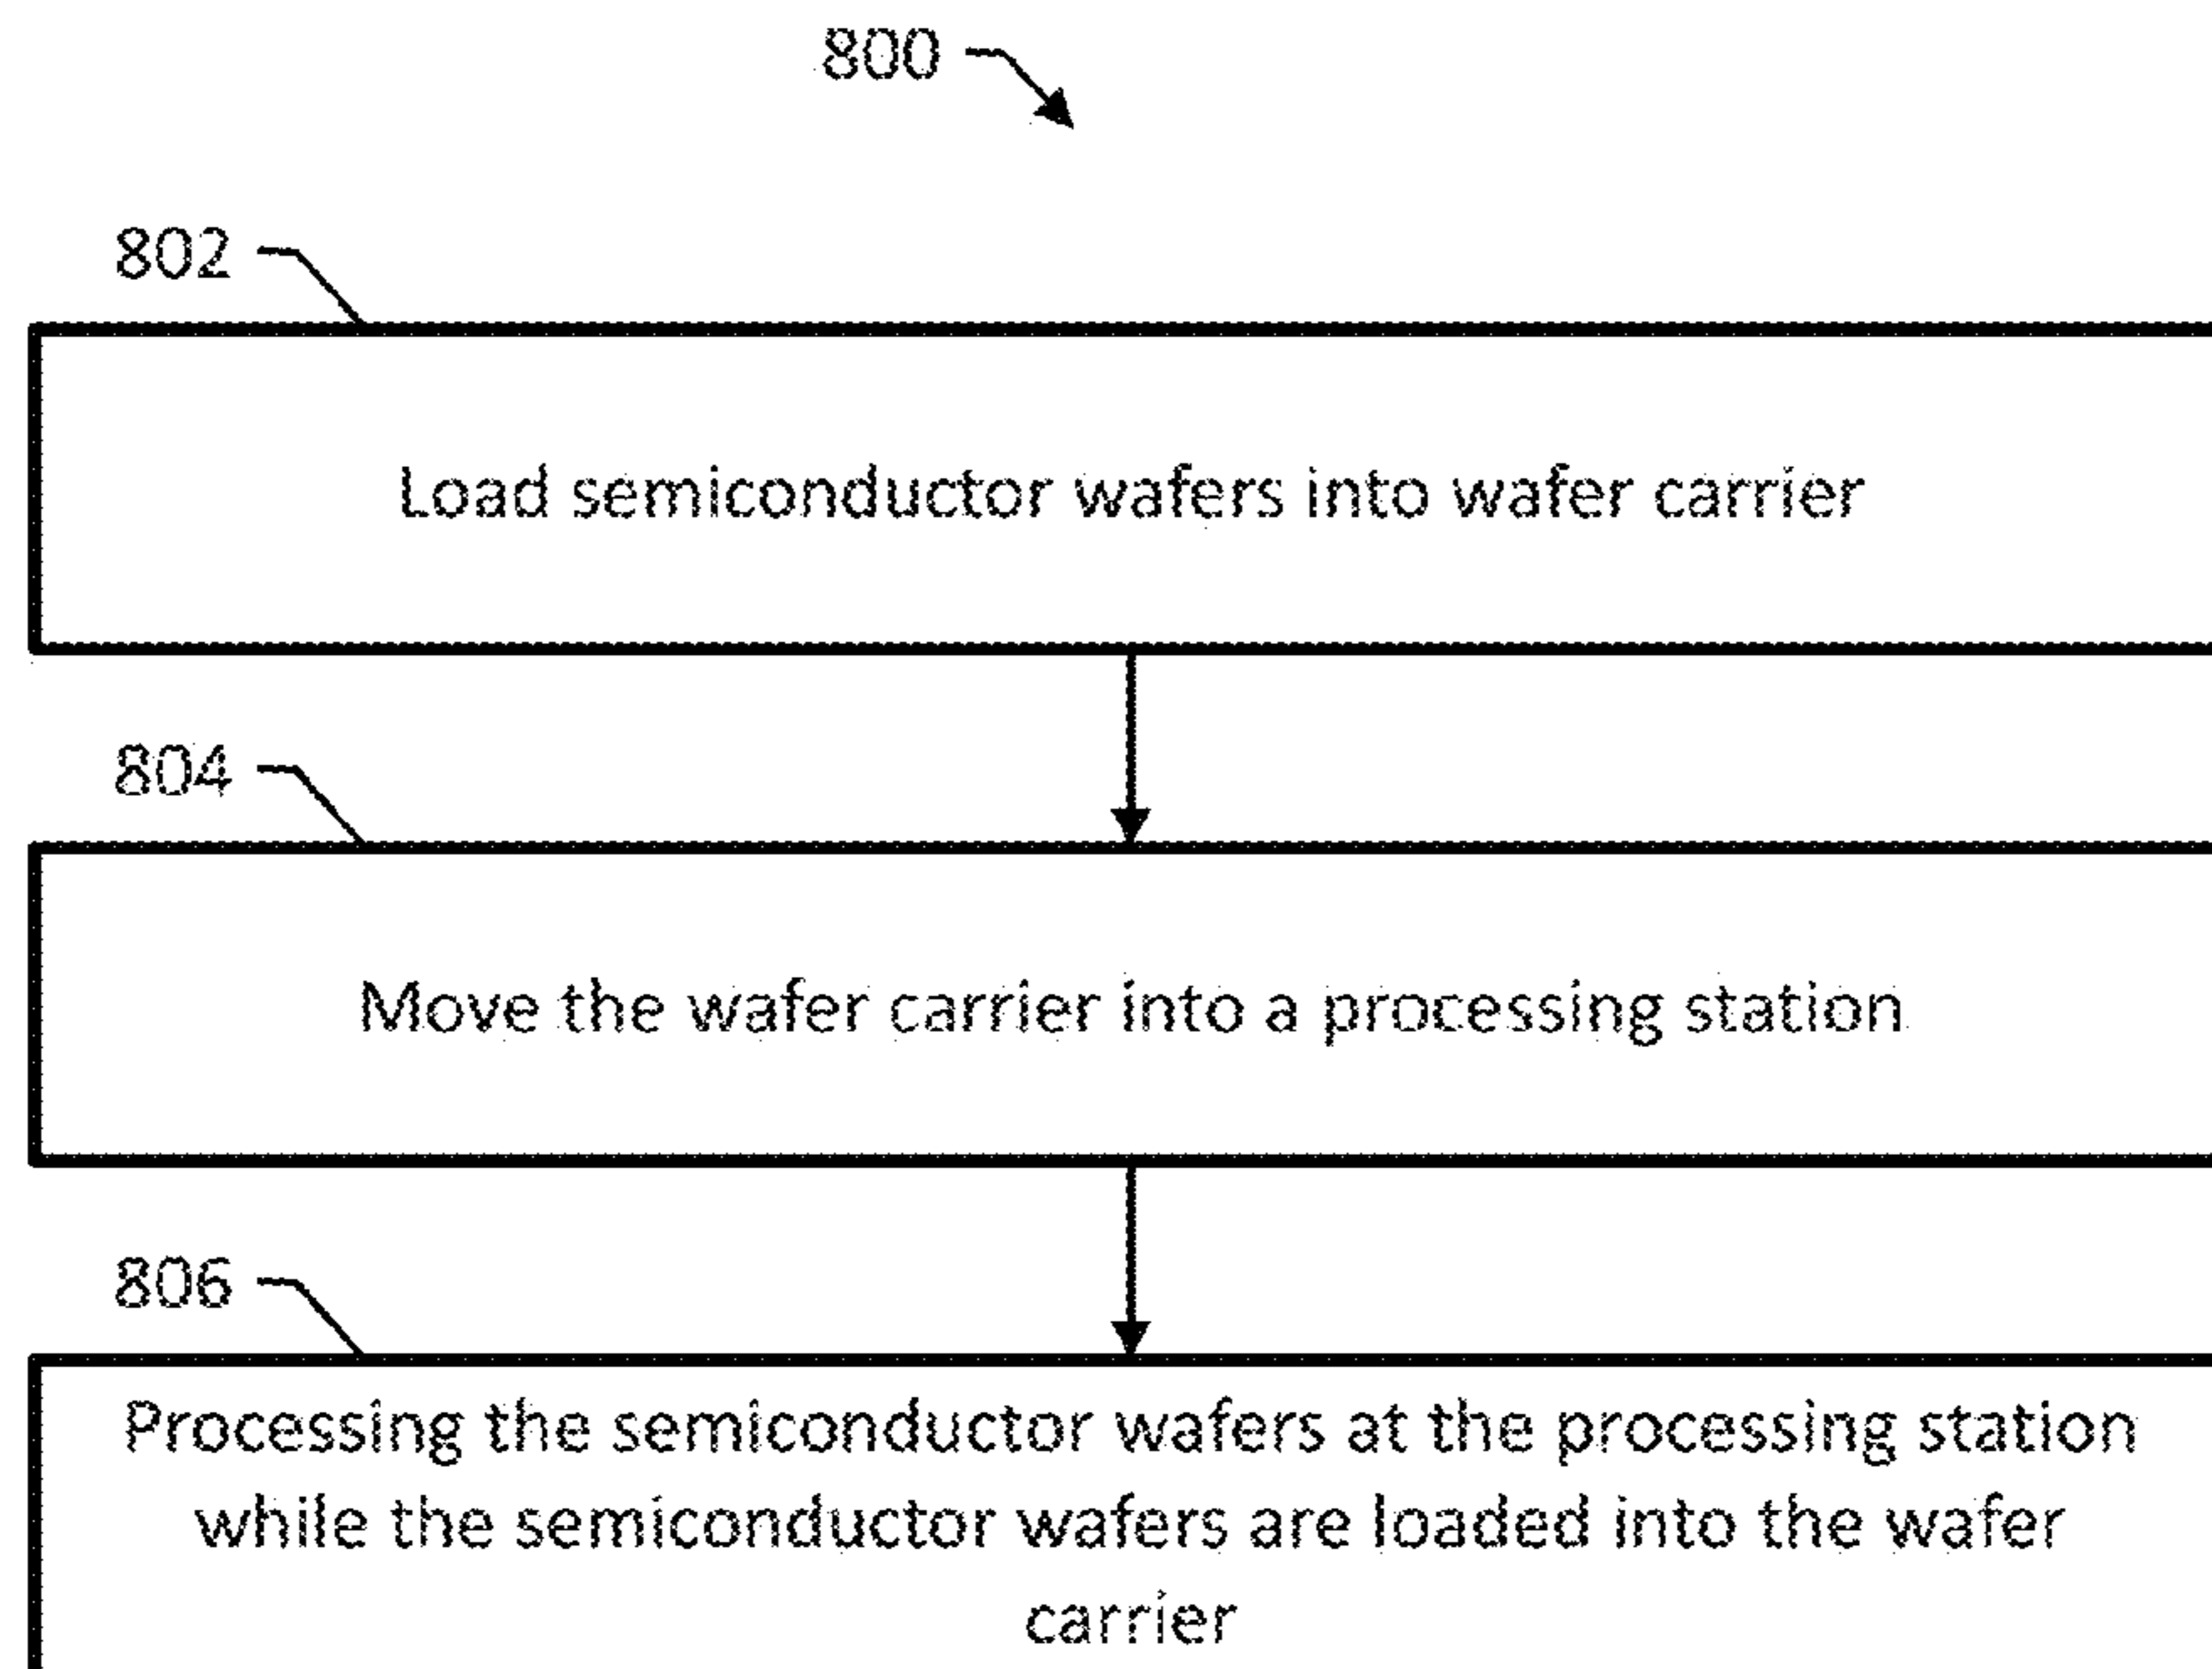 800
802
Load semiconductor wafers into wafer carrier
804
Move the wafer carrier into a processing station
806
Processing the semiconductor wafers at the processing station
while the semiconductor wafers are loaded into the wafer
carrier